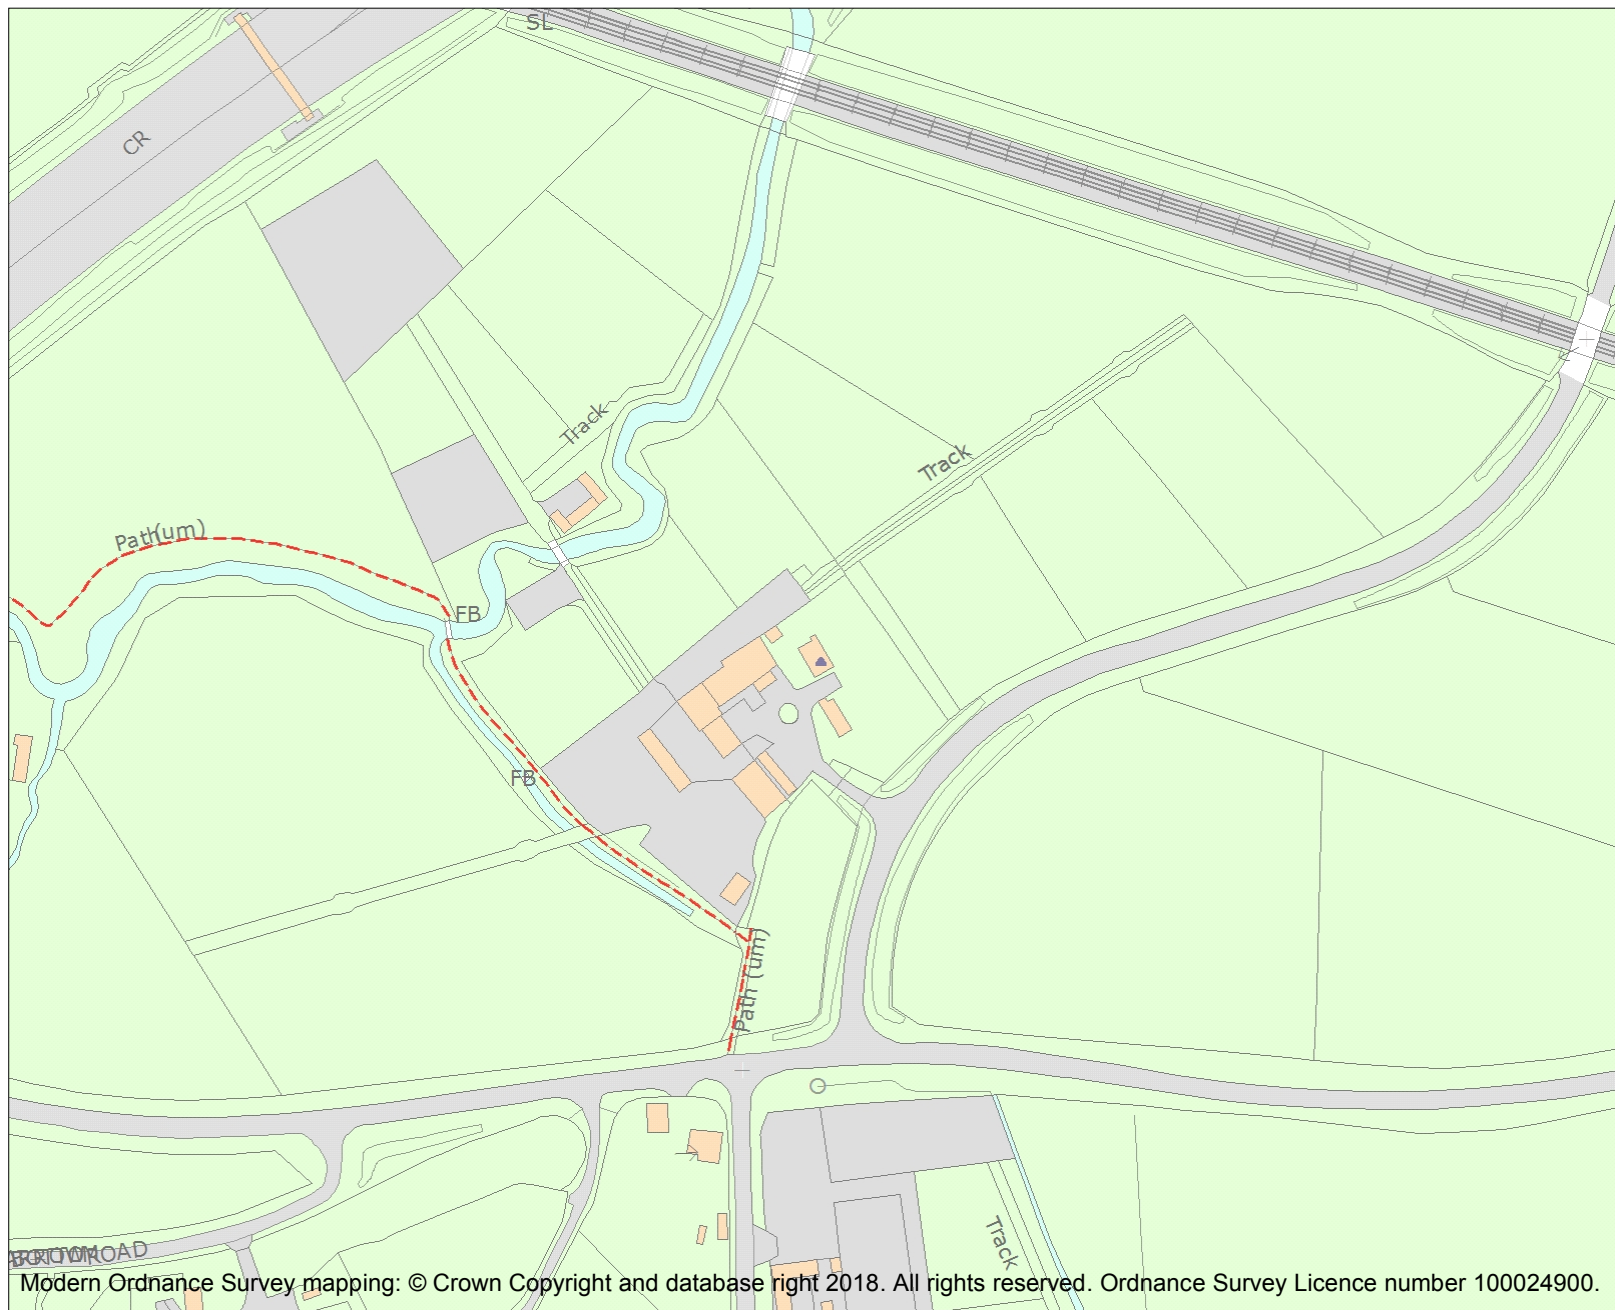 SL
CR
Track
Track
Path(um)
FB
FB
Path (um)
Track
Modern Ordnance Survey mapping: © Crown Copyright and database right 2018. All rights reserved. Ordnance Survey Licence number 100024900.